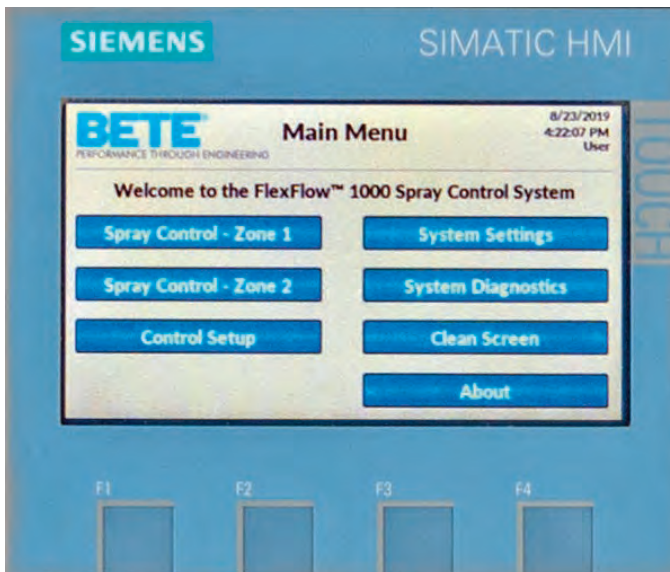 SIEMENS
SIMATIC HMI
TOUCH
BETE
PERFORMANCE THROUGH ENGINEERING
Main Menu
8/23/2019
4:22:07 PM
User
Welcome to the FlexFlow™ 1000 Spray Control System
Spray Control - Zone 1
System Settings
Spray Control - Zone 2
System Diagnostics
Control Setup
Clean Screen
About
F1
F2
F3
F4